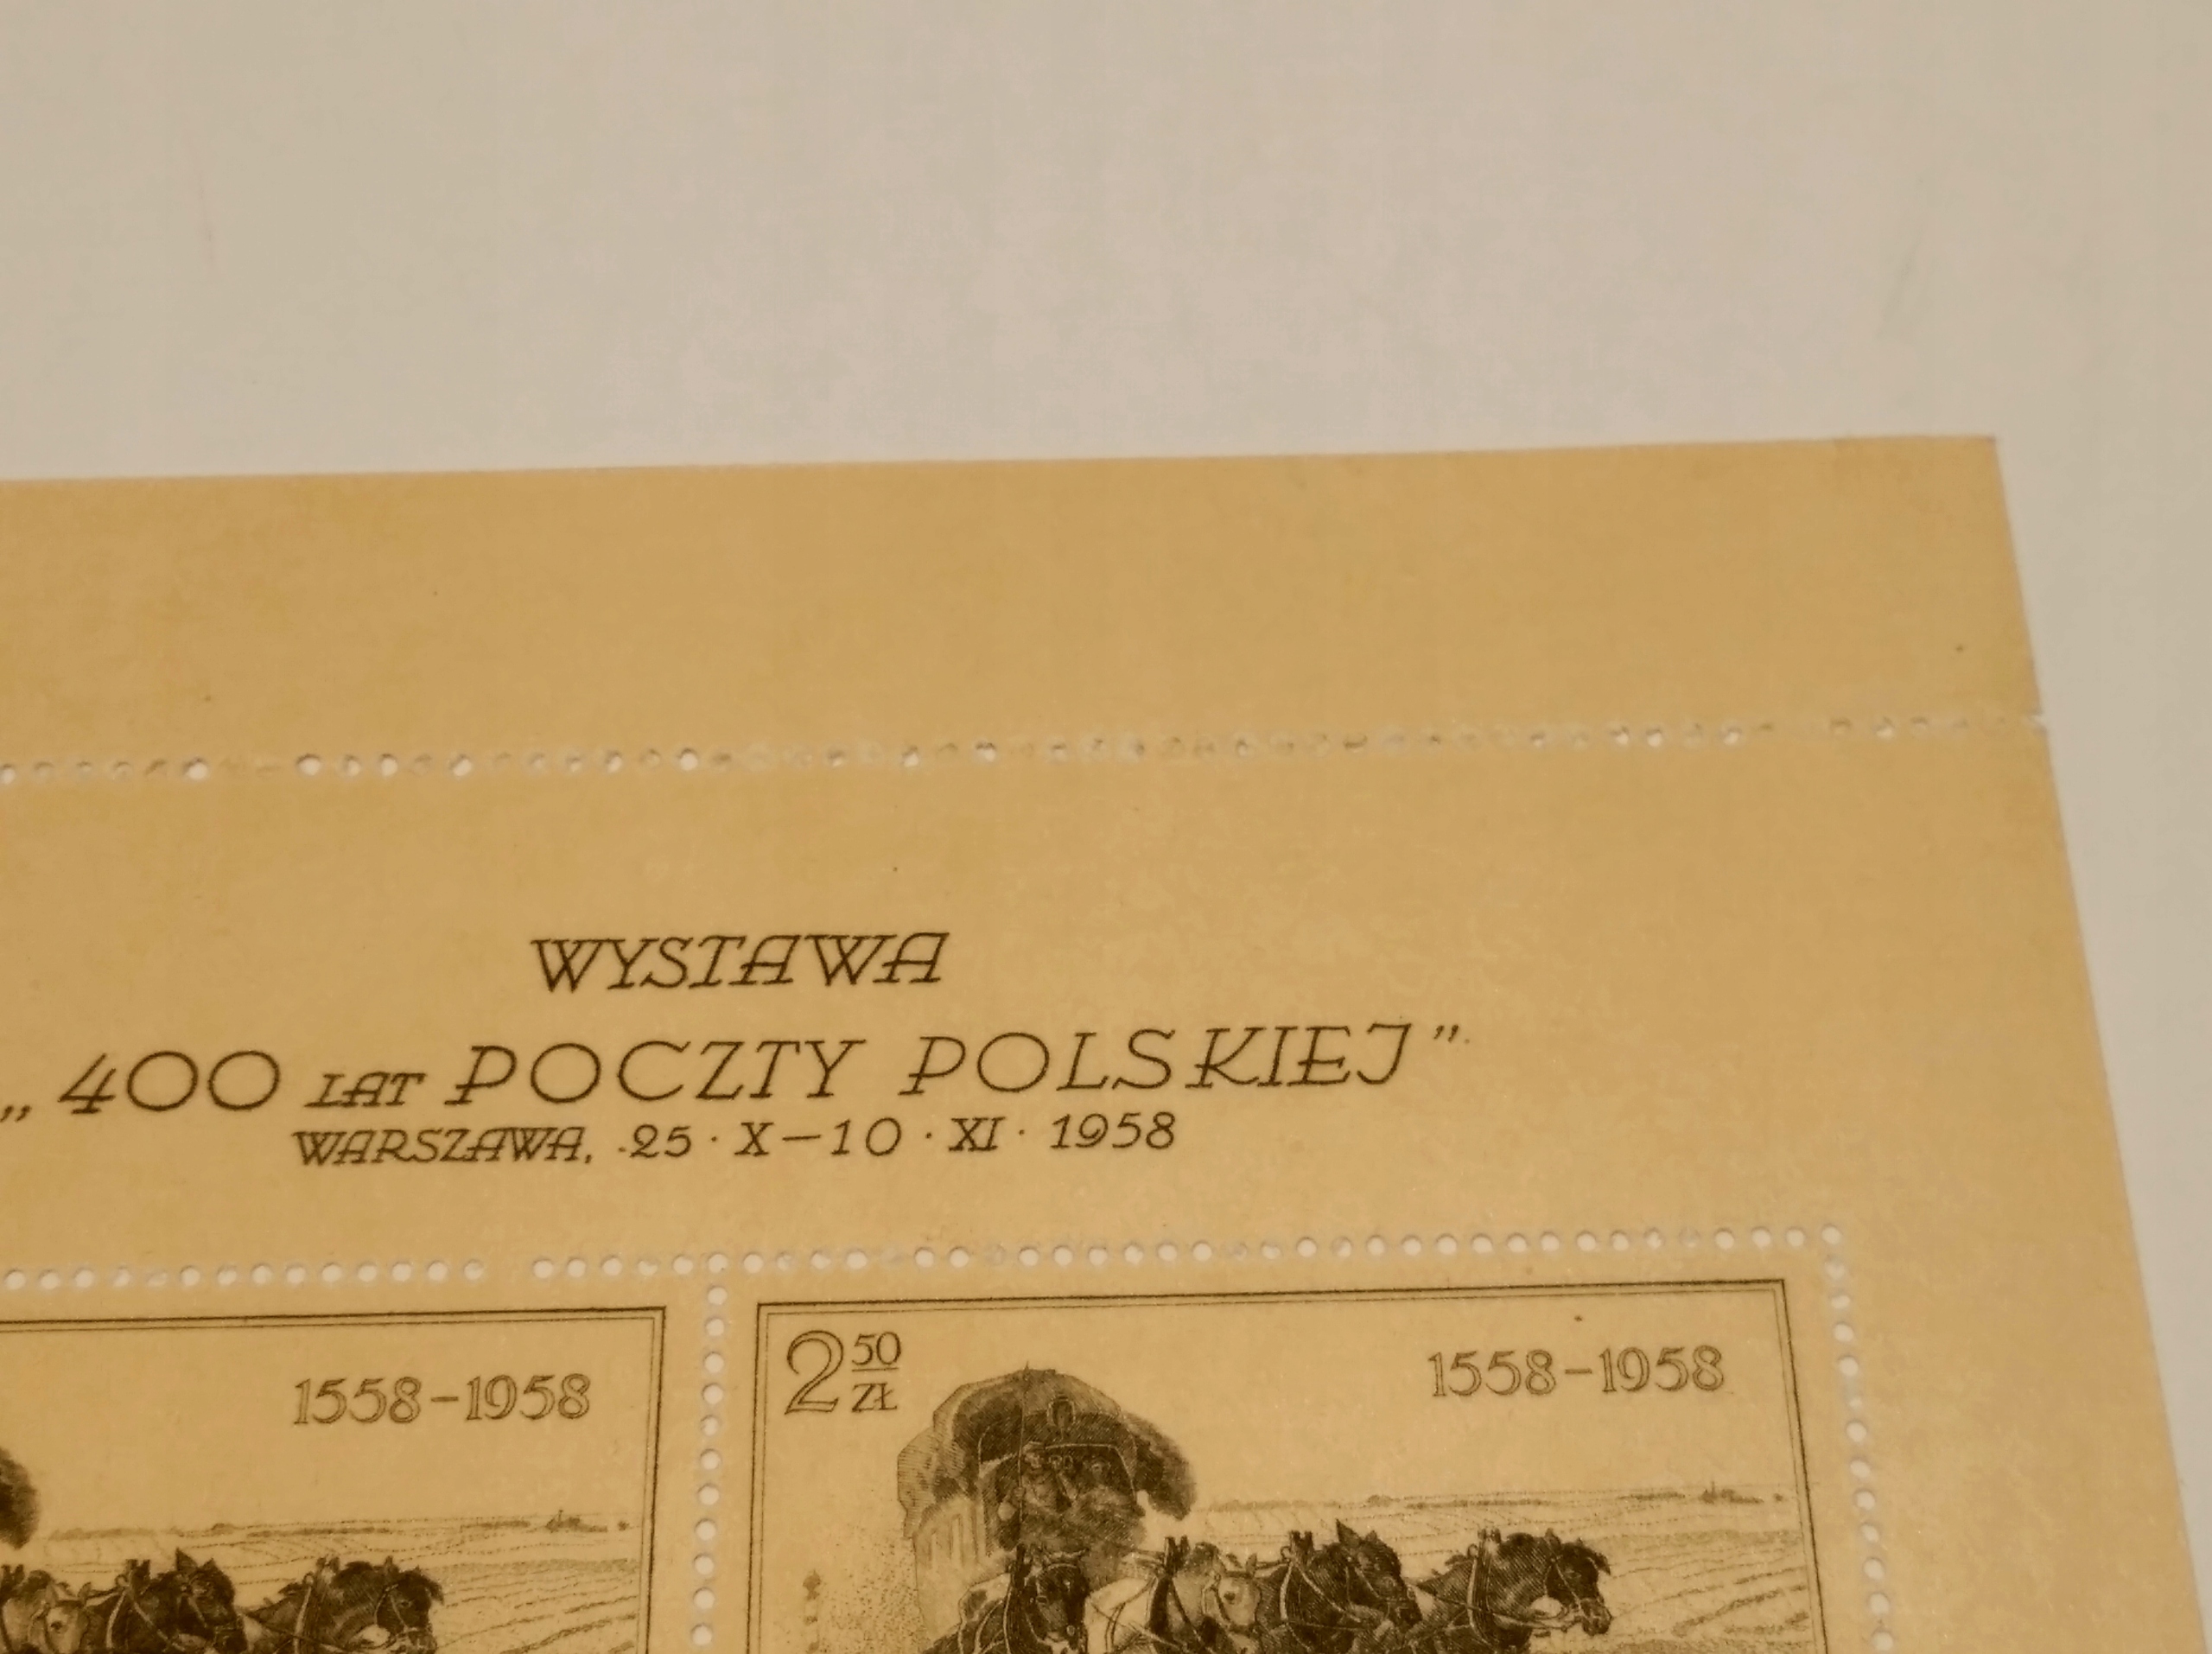 WYSTAWA
„400 LAT POCZTY POLSKIEJ”
WARSZAWA, 25·X–10·XI·1958
1558–1958
2 50 ZŁ
1558–1958